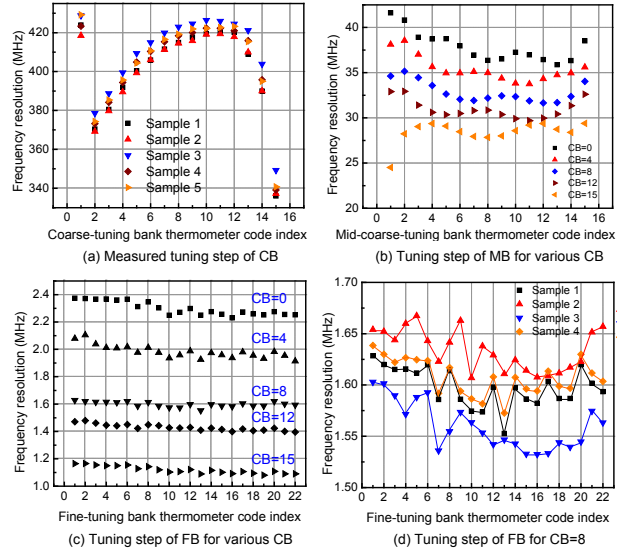 Frequency resolution (MHz)
420
400
380
360
340
Sample 1
Sample 2
Sample 3
Sample 4
Sample 5
0 2 4 6 8 10 12 14 16
Coarse-tuning bank thermometer code index
(a) Measured tuning step of CB
Frequency resolution (MHz)
40
35
30
25
20
CB=0
CB=4
CB=8
CB=12
CB=15
0 2 4 6 8 10 12 14 16
Mid-coarse-tuning bank thermometer code index
(b) Tuning step of MB for various CB
Frequency resolution (MHz)
2.4
2.2
2.0
1.8
1.6
1.4
1.2
1.0
CB=0
CB=4
CB=8
CB=12
CB=15
0 2 4 6 8 10 12 14 16 18 20 22
Fine-tuning bank thermometer code index
(c) Tuning step of FB for various CB
Frequency resolution (MHz)
1.70
1.65
1.60
1.55
1.50
Sample 1
Sample 2
Sample 3
Sample 4
0 2 4 6 8 10 12 14 16 18 20 22
Fine-tuning bank thermometer code index
(d) Tuning step of FB for CB=8